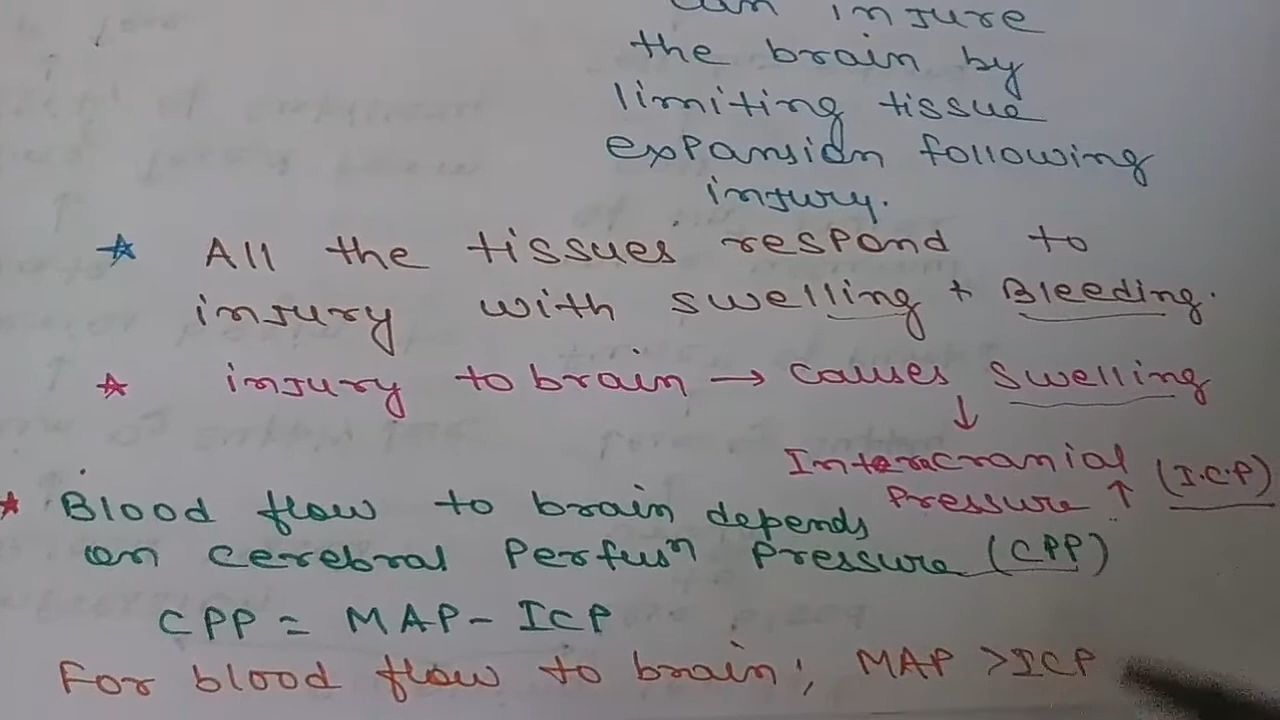 can injure
the brain by
limiting tissue
expansion following
injury.
☆ All the tissues respond to
injury with swelling + Bleeding.
☆ injury to brain → causes swelling
↓
Interacranial
Pressure ↑ (I.C.P)
★ Blood flow to brain depends
on cerebral Perfusⁿ Pressure (CPP)
CPP = MAP - ICP
For blood flow to brain; MAP > ICP